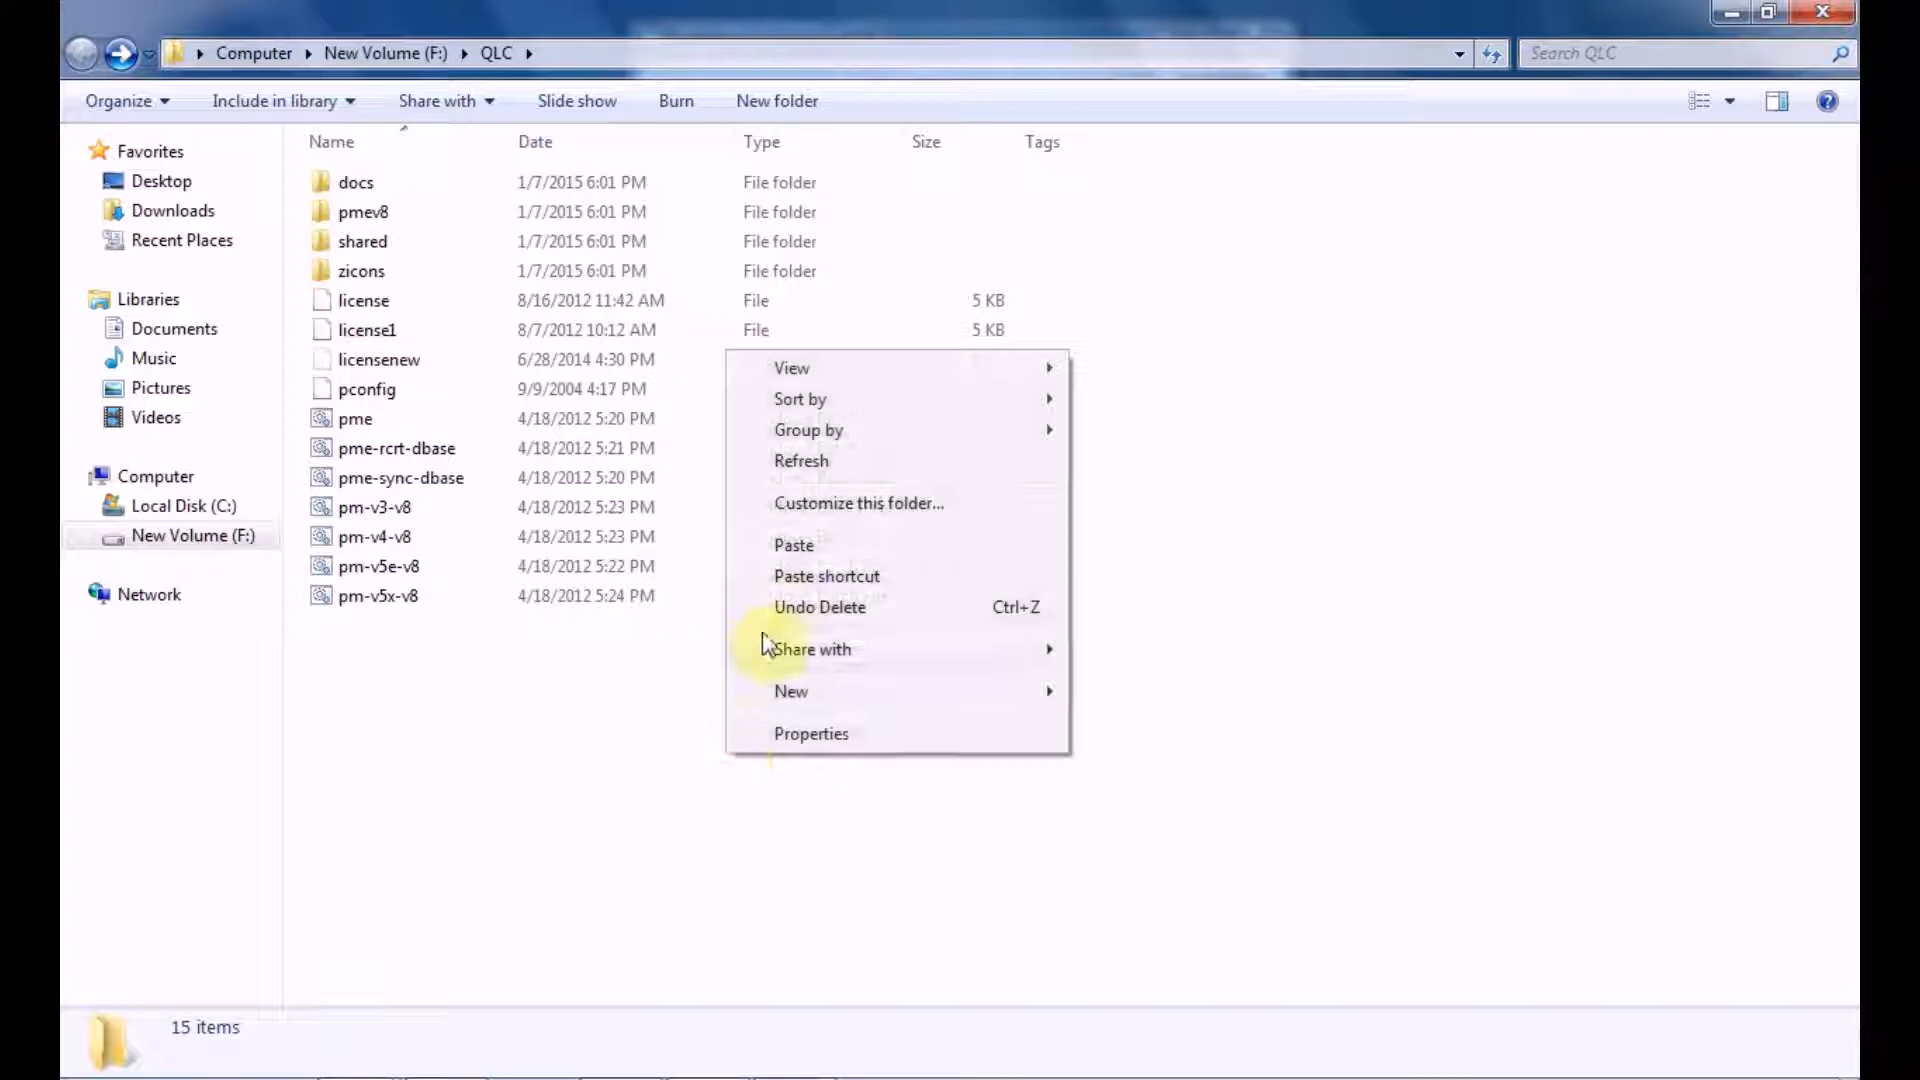 Computer New Volume (F:) QLC
Search QLC
Organize Include in library Share with Slide show Burn New folder
Name Date Type Size Tags
Favorites
Desktop
Downloads
Recent Places
Libraries
Documents
Music
Pictures
Videos
Computer
Local Disk (C:)
New Volume (F:)
Network
docs 1/7/2015 6:01 PM File folder
pmev8 1/7/2015 6:01 PM File folder
shared 1/7/2015 6:01 PM File folder
zicons 1/7/2015 6:01 PM File folder
license 8/16/2012 11:42 AM File 5 KB
license1 8/7/2012 10:12 AM File 5 KB
licensenew 6/28/2014 4:30 PM
pconfig 9/9/2004 4:17 PM
pme 4/18/2012 5:20 PM
pme-rcrt-dbase 4/18/2012 5:21 PM
pme-sync-dbase 4/18/2012 5:20 PM
pm-v3-v8 4/18/2012 5:23 PM
pm-v4-v8 4/18/2012 5:23 PM
pm-v5e-v8 4/18/2012 5:22 PM
pm-v5x-v8 4/18/2012 5:24 PM
View
Sort by
Group by
Refresh
Customize this folder...
Paste
Paste shortcut
Undo Delete Ctrl+Z
Share with
New
Properties
15 items